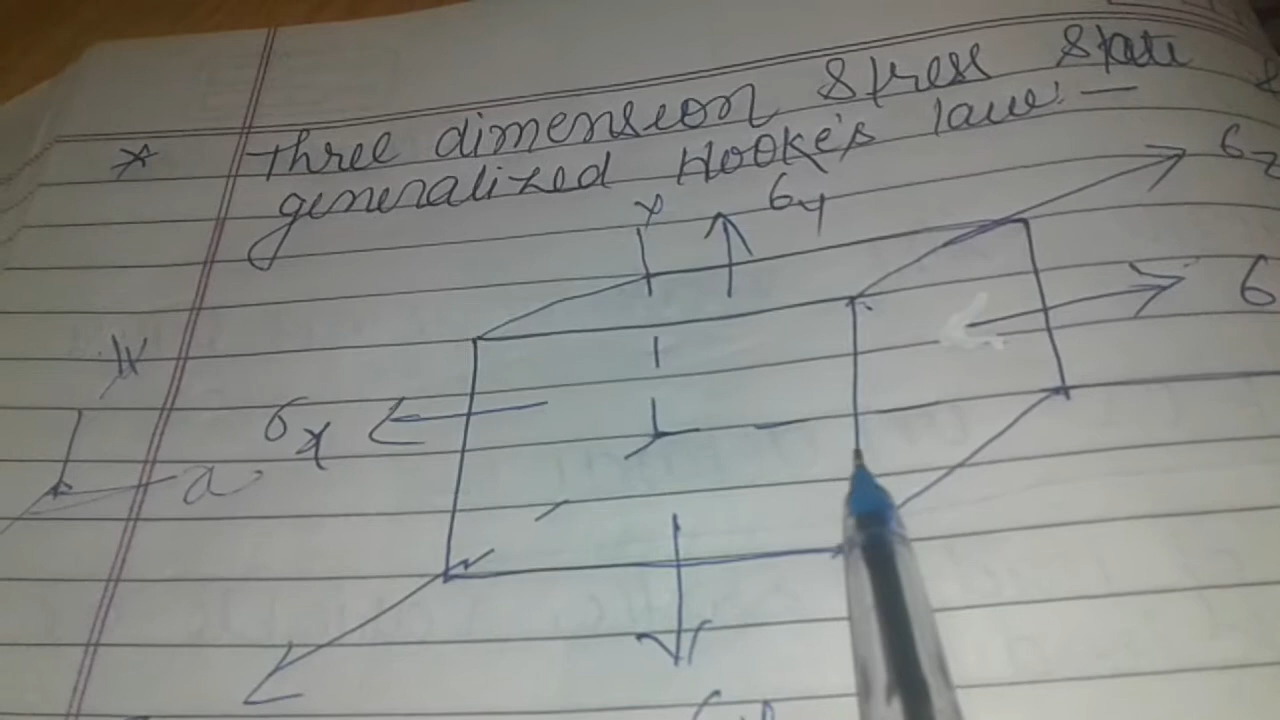 * three dimension stress state
generalized Hooke's law: —
y
σy
σz
σ
σx